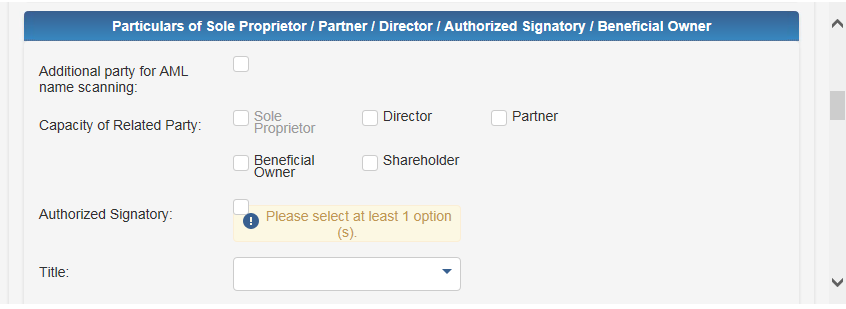 Particulars of Sole Proprietor / Partner / Director / Authorized Signatory / Beneficial Owner
Additional party for AML
name scanning:
Capacity of Related Party:
Sole
Proprietor
Director
Partner
Beneficial
Owner
Shareholder
Authorized Signatory:
Please select at least 1 option
(s).
Title: